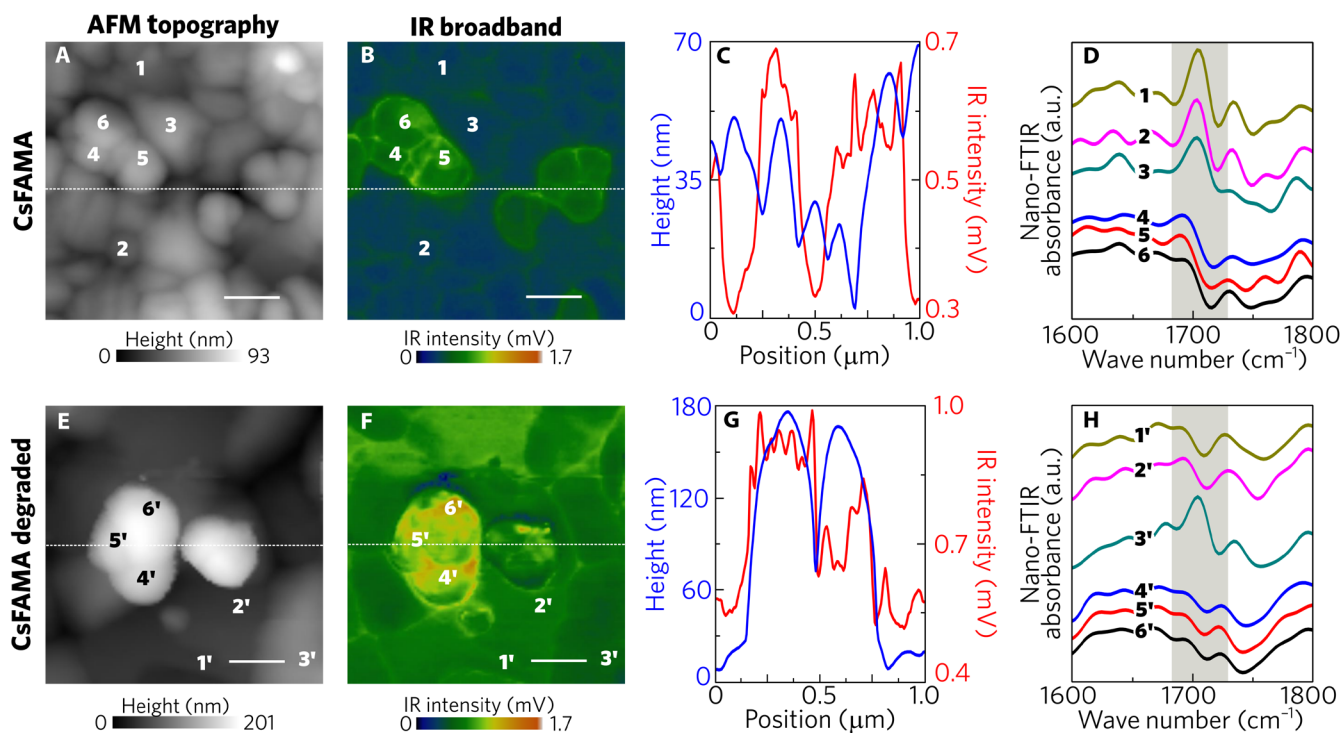 AFM topography
IR broadband
CsFAMA
A
1
6
3
4
5
2
B
1
6
3
4
5
2
C
70
35
0
Height (nm)
0.7
0.5
0.3
IR intensity (mV)
0
0.5
1.0
Position (μm)
D
1
2
3
4
5
6
Nano-FTIR
absorbance (a.u.)
1600
1700
1800
Wave number (cm⁻¹)
Height (nm)
0
93
IR intensity (mV)
0
1.7
CsFAMA degraded
E
6'
5'
4'
2'
1'
3'
F
6'
5'
4'
2'
1'
3'
G
180
120
60
0
Height (nm)
1.0
0.7
0.4
IR intensity (mV)
0
0.5
1.0
Position (μm)
H
1'
2'
3'
4'
5'
6'
Nano-FTIR
absorbance (a.u.)
1600
1700
1800
Wave number (cm⁻¹)
Height (nm)
0
201
IR intensity (mV)
0
1.7